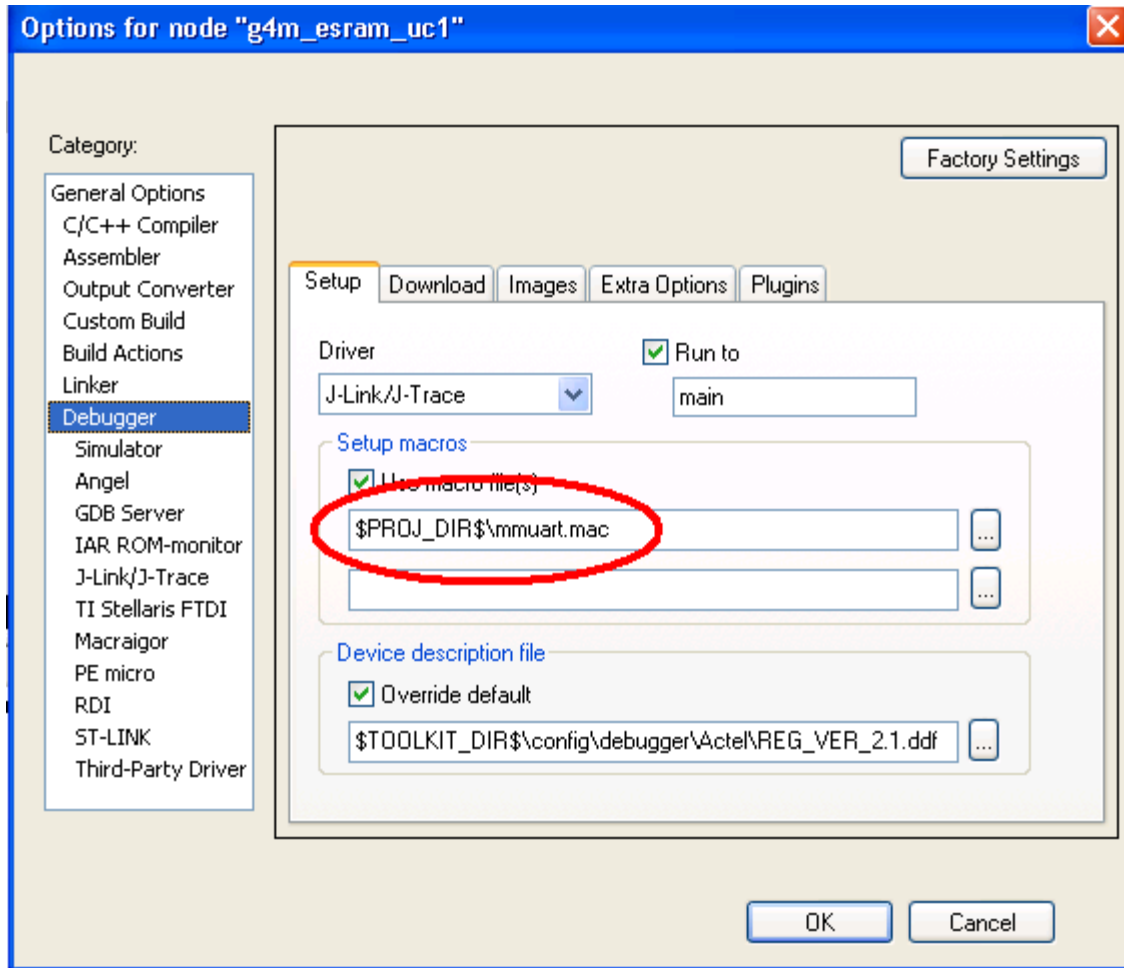 Options for node "g4m_esram_uc1"
Category:
General Options
C/C++ Compiler
Assembler
Output Converter
Custom Build
Build Actions
Linker
Debugger
Simulator
Angel
GDB Server
IAR ROM-monitor
J-Link/J-Trace
TI Stellaris FTDI
Macraigor
PE micro
RDI
ST-LINK
Third-Party Driver
Factory Settings
Setup Download Images Extra Options Plugins
Driver Run to
J-Link/J-Trace main
Setup macros
Use macro file(s)
$PROJ_DIR$\mmuart.mac ...
...
Device description file
Override default
$TOOLKIT_DIR$\config\debugger\Actel\REG_VER_2.1.ddf ...
OK Cancel